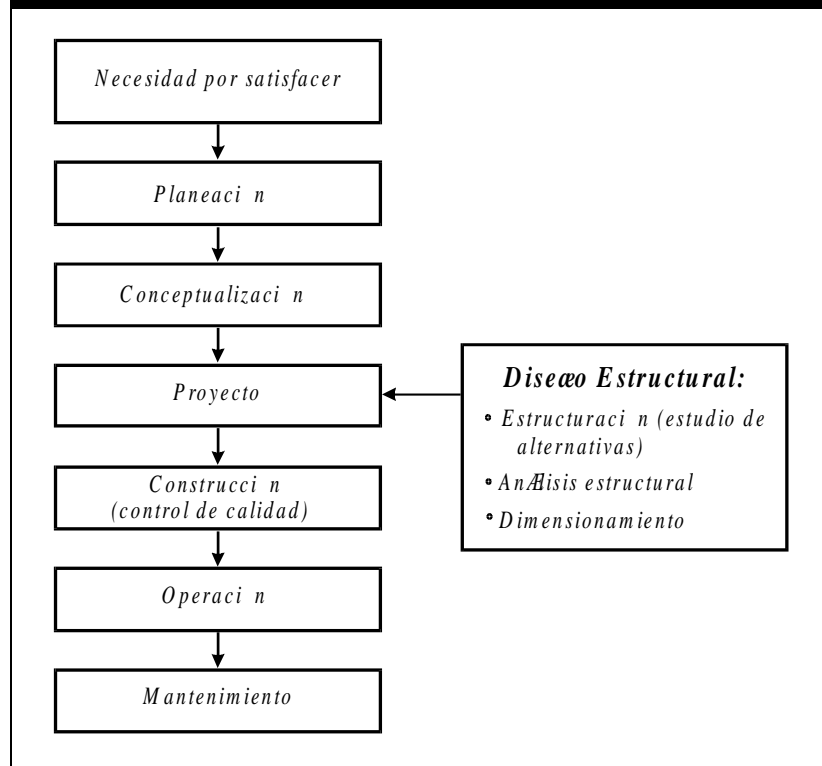 Necesidad por satisfacer
Planeaci n
Conceptualizaci n
Proyecto
Construcci n
(control de calidad)
Operaci n
Mantenimiento
Diseæo Estructural:
• Estructuraci n (estudio de
alternativas)
• AnÆlisis estructural
• Dimensionamiento